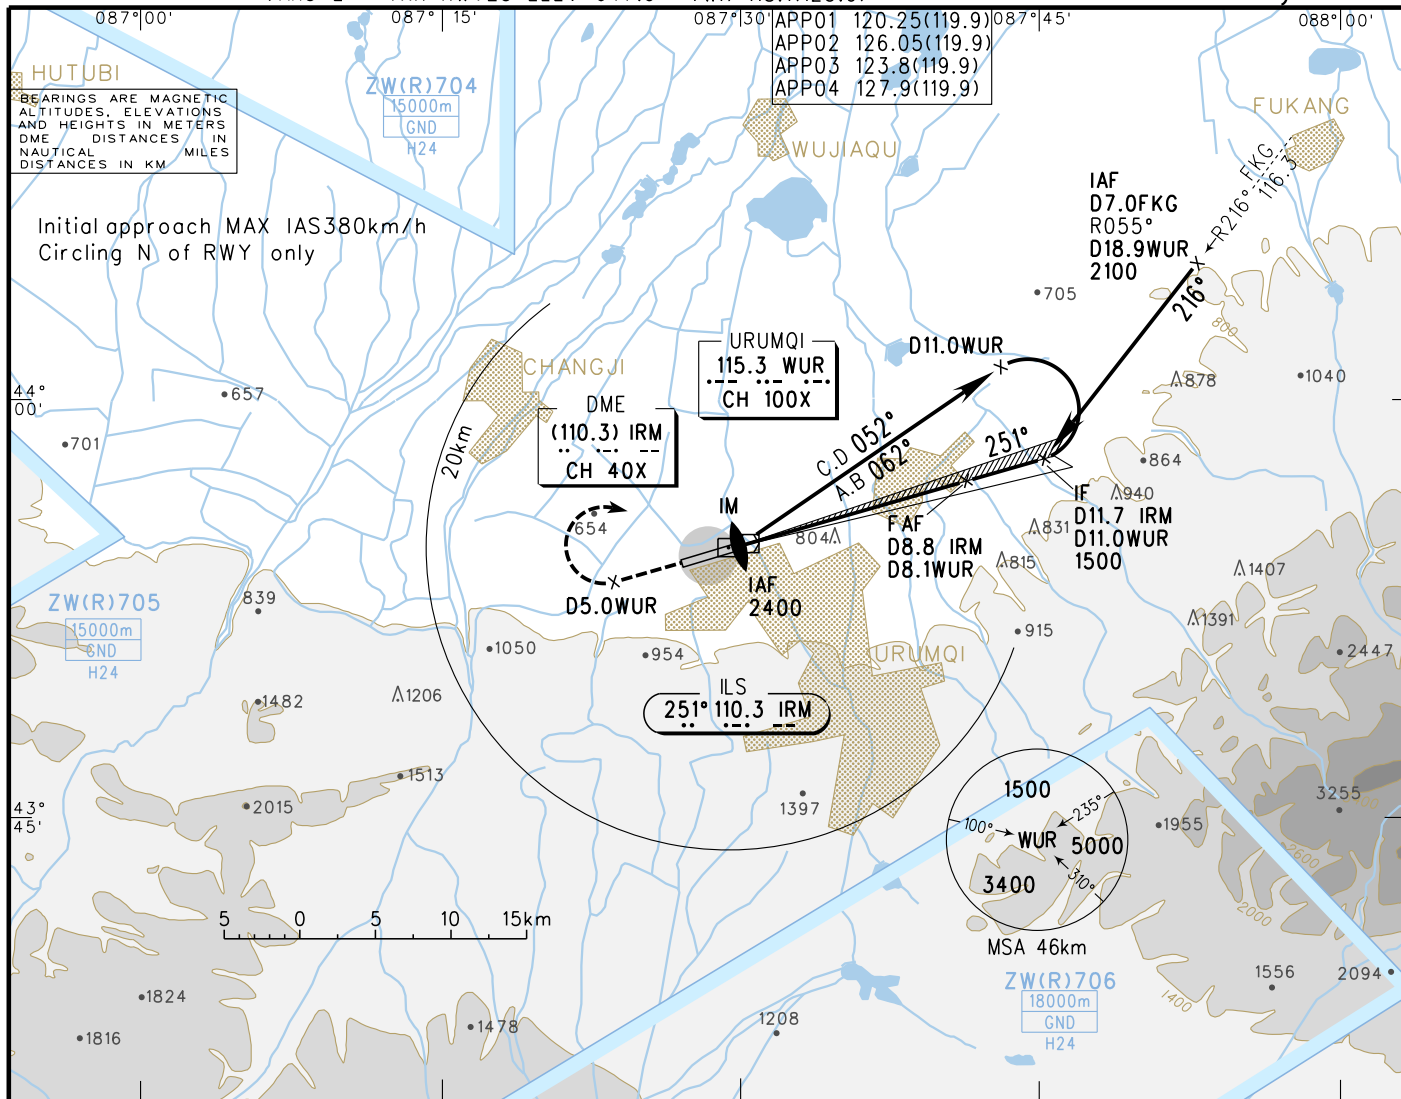 087°00'
087°15'
087°30'
087°45'
088°00'
APP01 120.25(119.9)
APP02 126.05(119.9)
APP03 123.8(119.9)
APP04 127.9(119.9)
HUTUBI
BEARINGS ARE MAGNETIC
ALTITUDES, ELEVATIONS
AND HEIGHTS IN METERS
DME DISTANCES IN
NAUTICAL MILES
DISTANCES IN KM
ZW(R)704
15000m
GND
H24
WUJIAQU
FUKANG
Initial approach MAX IAS380km/h
Circling N of RWY only
IAF
D7.0FKG
R055°
D18.9WUR
2100
R216° FKG
116.3
216°
705
800
URUMQI
115.3 WUR
CH 100X
D11.0WUR
CHANGJI
44°
00'
657
701
878
1040
DME
(110.3) IRM
CH 40X
20km
C.D 052°
A.B 062°
251°
864
940
IF
D11.7 IRM
D11.0WUR
1500
IM
654
804
FAF
D8.8 IRM
D8.1WUR
831
815
D5.0WUR
IAF
2400
1407
1391
ZW(R)705
15000m
GND
H24
839
915
1050
954
URUMQI
2447
1482
1206
ILS
251° 110.3 IRM
1513
2015
1397
43°
45'
1500
100°
235°
WUR
5000
310°
3400
MSA 46km
3255
1955
2600
2000
5 0 5 10 15km
ZW(R)706
18000m
GND
H24
1556
2094
1400
1824
1816
1478
1208